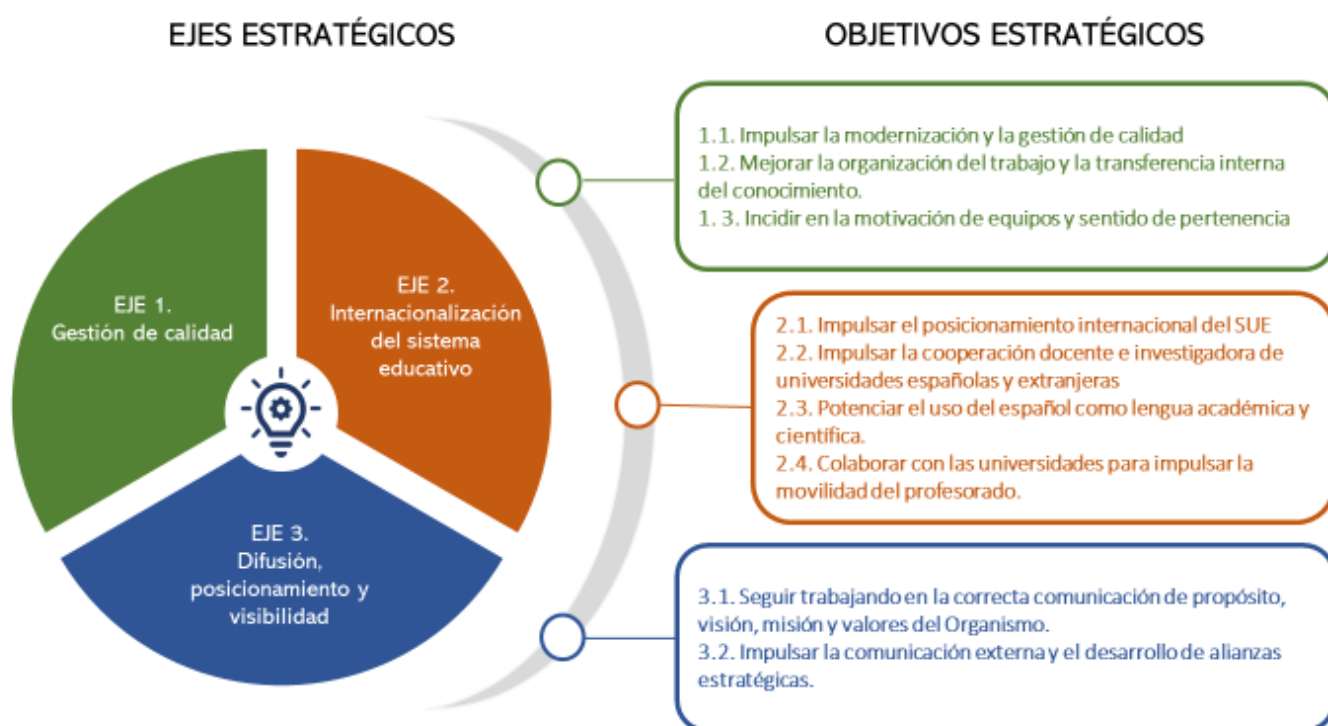 EJES ESTRATÉGICOS
OBJETIVOS ESTRATÉGICOS
EJE 1.
Gestión de calidad
EJE 2.
Internacionalización
del sistema
educativo
EJE 3.
Difusión,
posicionamiento y
visibilidad
1.1. Impulsar la modernización y la gestión de calidad
1.2. Mejorar la organización del trabajo y la transferencia interna
del conocimiento.
1. 3. Incidir en la motivación de equipos y sentido de pertenencia
2.1. Impulsar el posicionamiento internacional del SUE
2.2. Impulsar la cooperación docente e investigadora de
universidades españolas y extranjeras
2.3. Potenciar el uso del español como lengua académica y
científica.
2.4. Colaborar con las universidades para impulsar la
movilidad del profesorado.
3.1. Seguir trabajando en la correcta comunicación de propósito,
visión, misión y valores del Organismo.
3.2. Impulsar la comunicación externa y el desarrollo de alianzas
estratégicas.